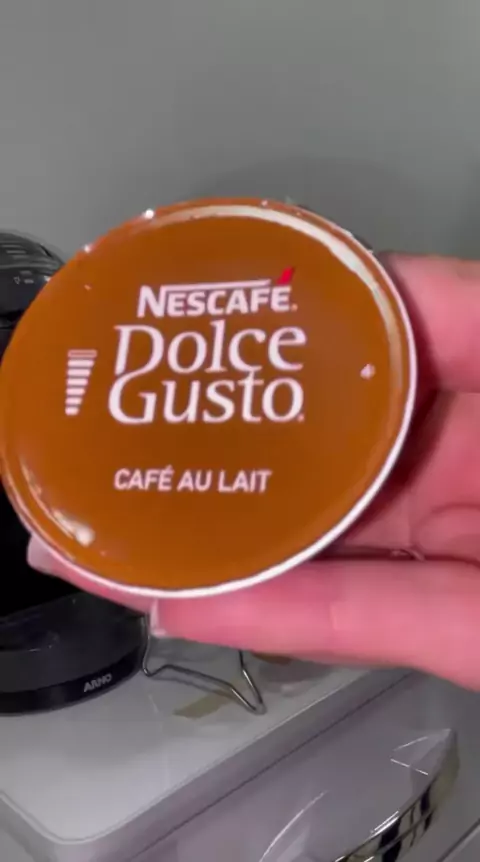 NESCAFÉ.
Dolce
Gusto
CAFÉ AU LAIT
ARNO